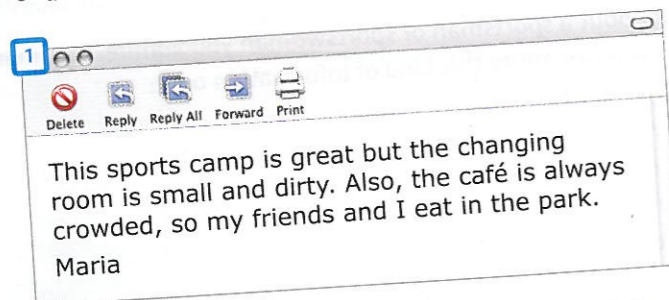 1
Delete Reply Reply All Forward Print
This sports camp is great but the changing
room is small and dirty. Also, the café is always
crowded, so my friends and I eat in the park.
Maria